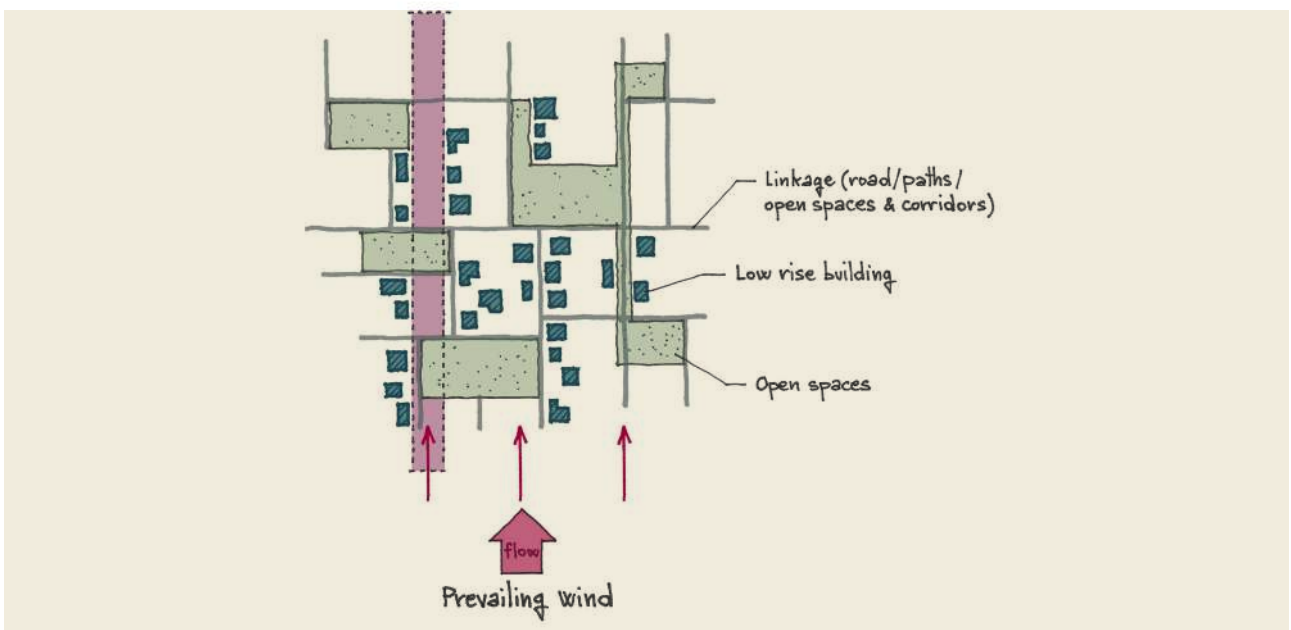 Linkage (road/paths/
open spaces & corridors)
Low rise building
Open spaces
flow
Prevailing wind